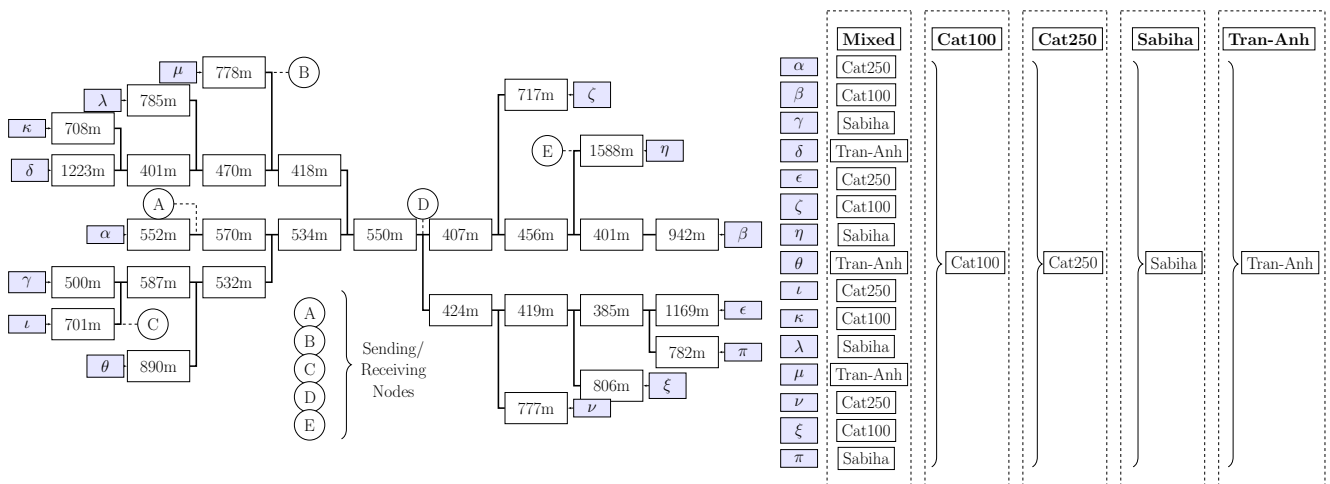 Mixed Cat100 Cat250 Sabiha Tran-Anh
μ 778m B
λ 785m
κ 708m
δ 1223m 401m 470m 418m
A
α 552m 570m 534m 550m 407m 456m 401m 942m β
D
717m ζ
E 1588m η
γ 500m 587m 532m
ι 701m C
θ 890m
424m 419m 385m 1169m ϵ
782m π
806m ξ
777m ν
A
B
C
D
E
Sending/
Receiving
Nodes
α Cat250
β Cat100
γ Sabiha
δ Tran-Anh
ϵ Cat250
ζ Cat100
η Sabiha
θ Tran-Anh
ι Cat250
κ Cat100
λ Sabiha
μ Tran-Anh
ν Cat250
ξ Cat100
π Sabiha
Cat100 Cat250 Sabiha Tran-Anh